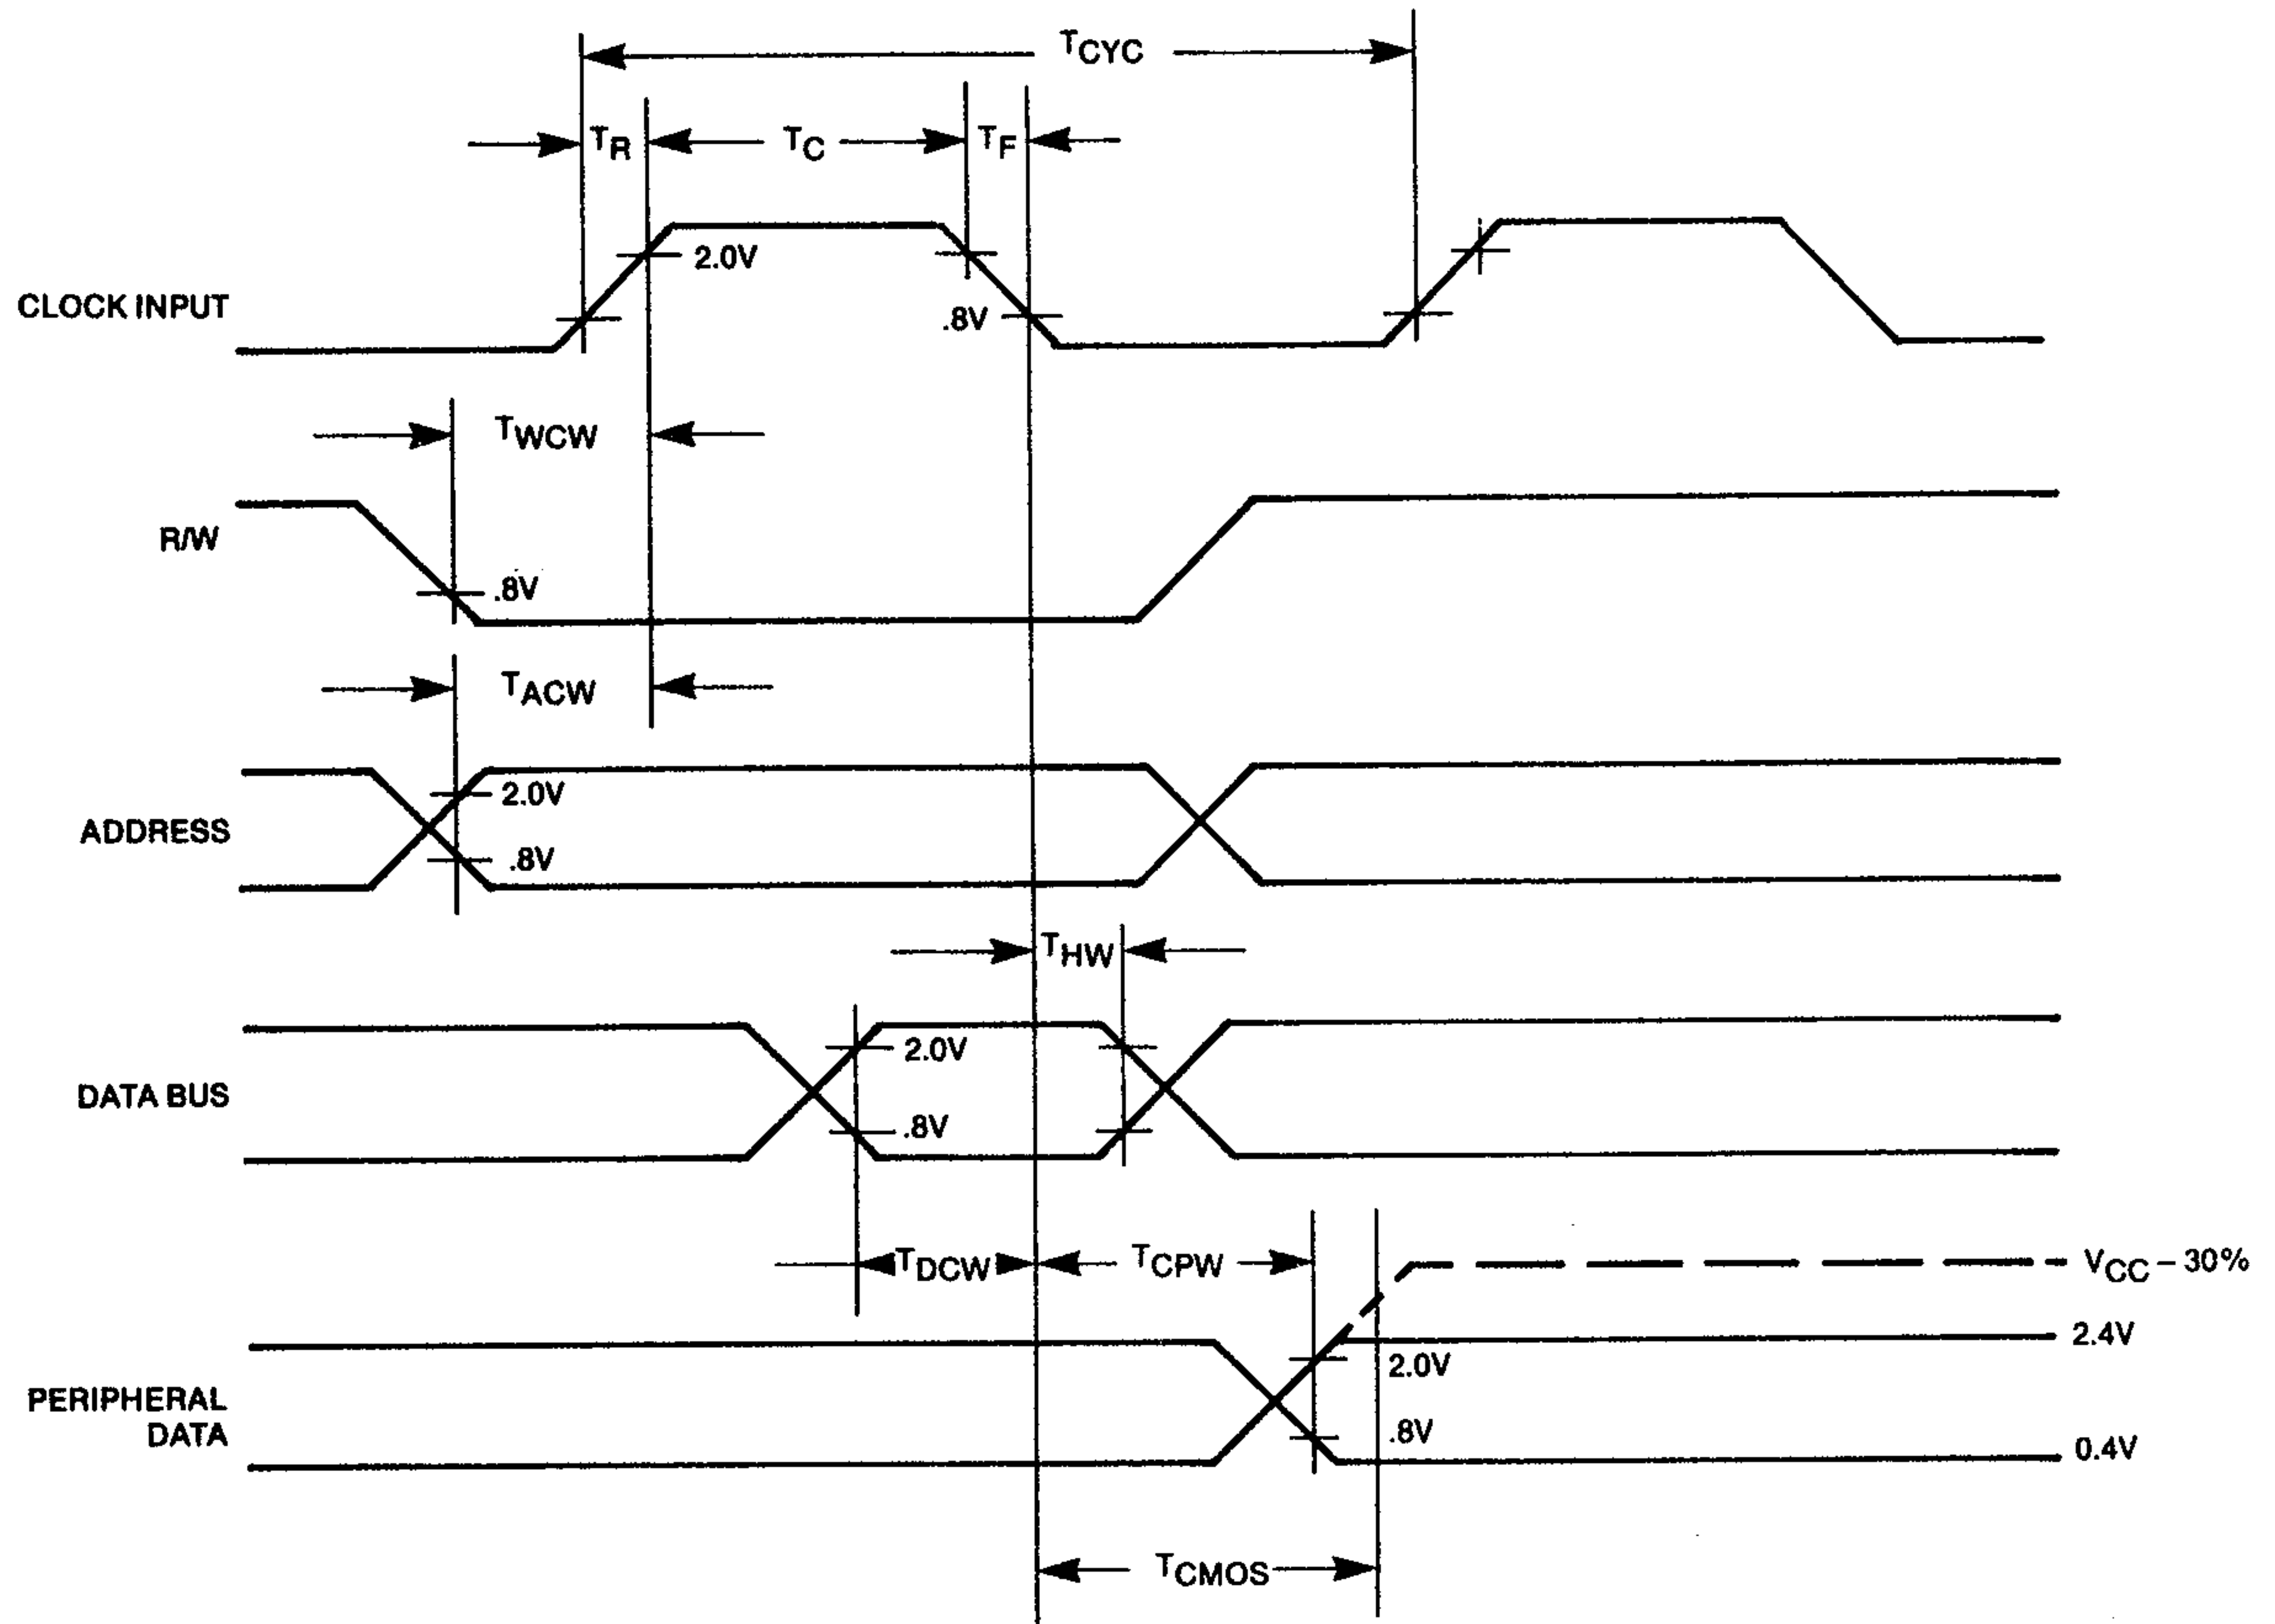 TCYC
TR TC TF
2.0V
CLOCK INPUT .8V
TWCW
R/W
.8V
TACW
2.0V
ADDRESS
.8V
THW
2.0V
DATA BUS
.8V
TDCW TCPW VCC – 30%
2.4V
2.0V
PERIPHERAL
DATA
.8V
0.4V
TCMOS